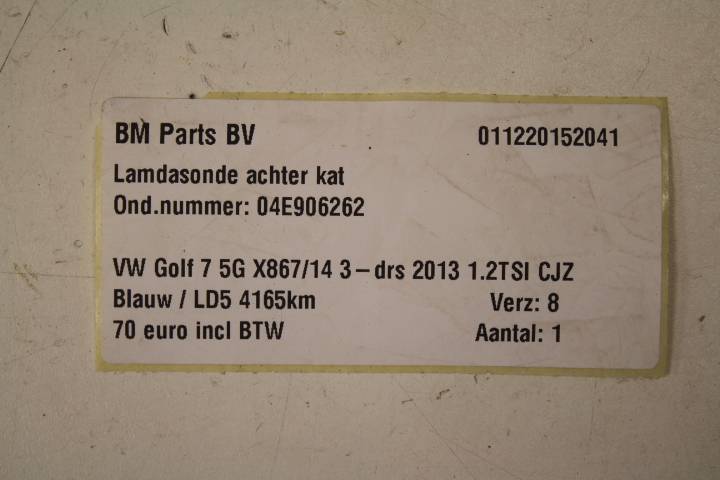 BM Parts BV 011220152041
Lamdasonde achter kat
Ond.nummer: 04E906262
VW Golf 7 5G X867/14 3-drs 2013 1.2TSI CJZ
Blauw / LD5 4165km Verz: 8
70 euro incl BTW Aantal: 1